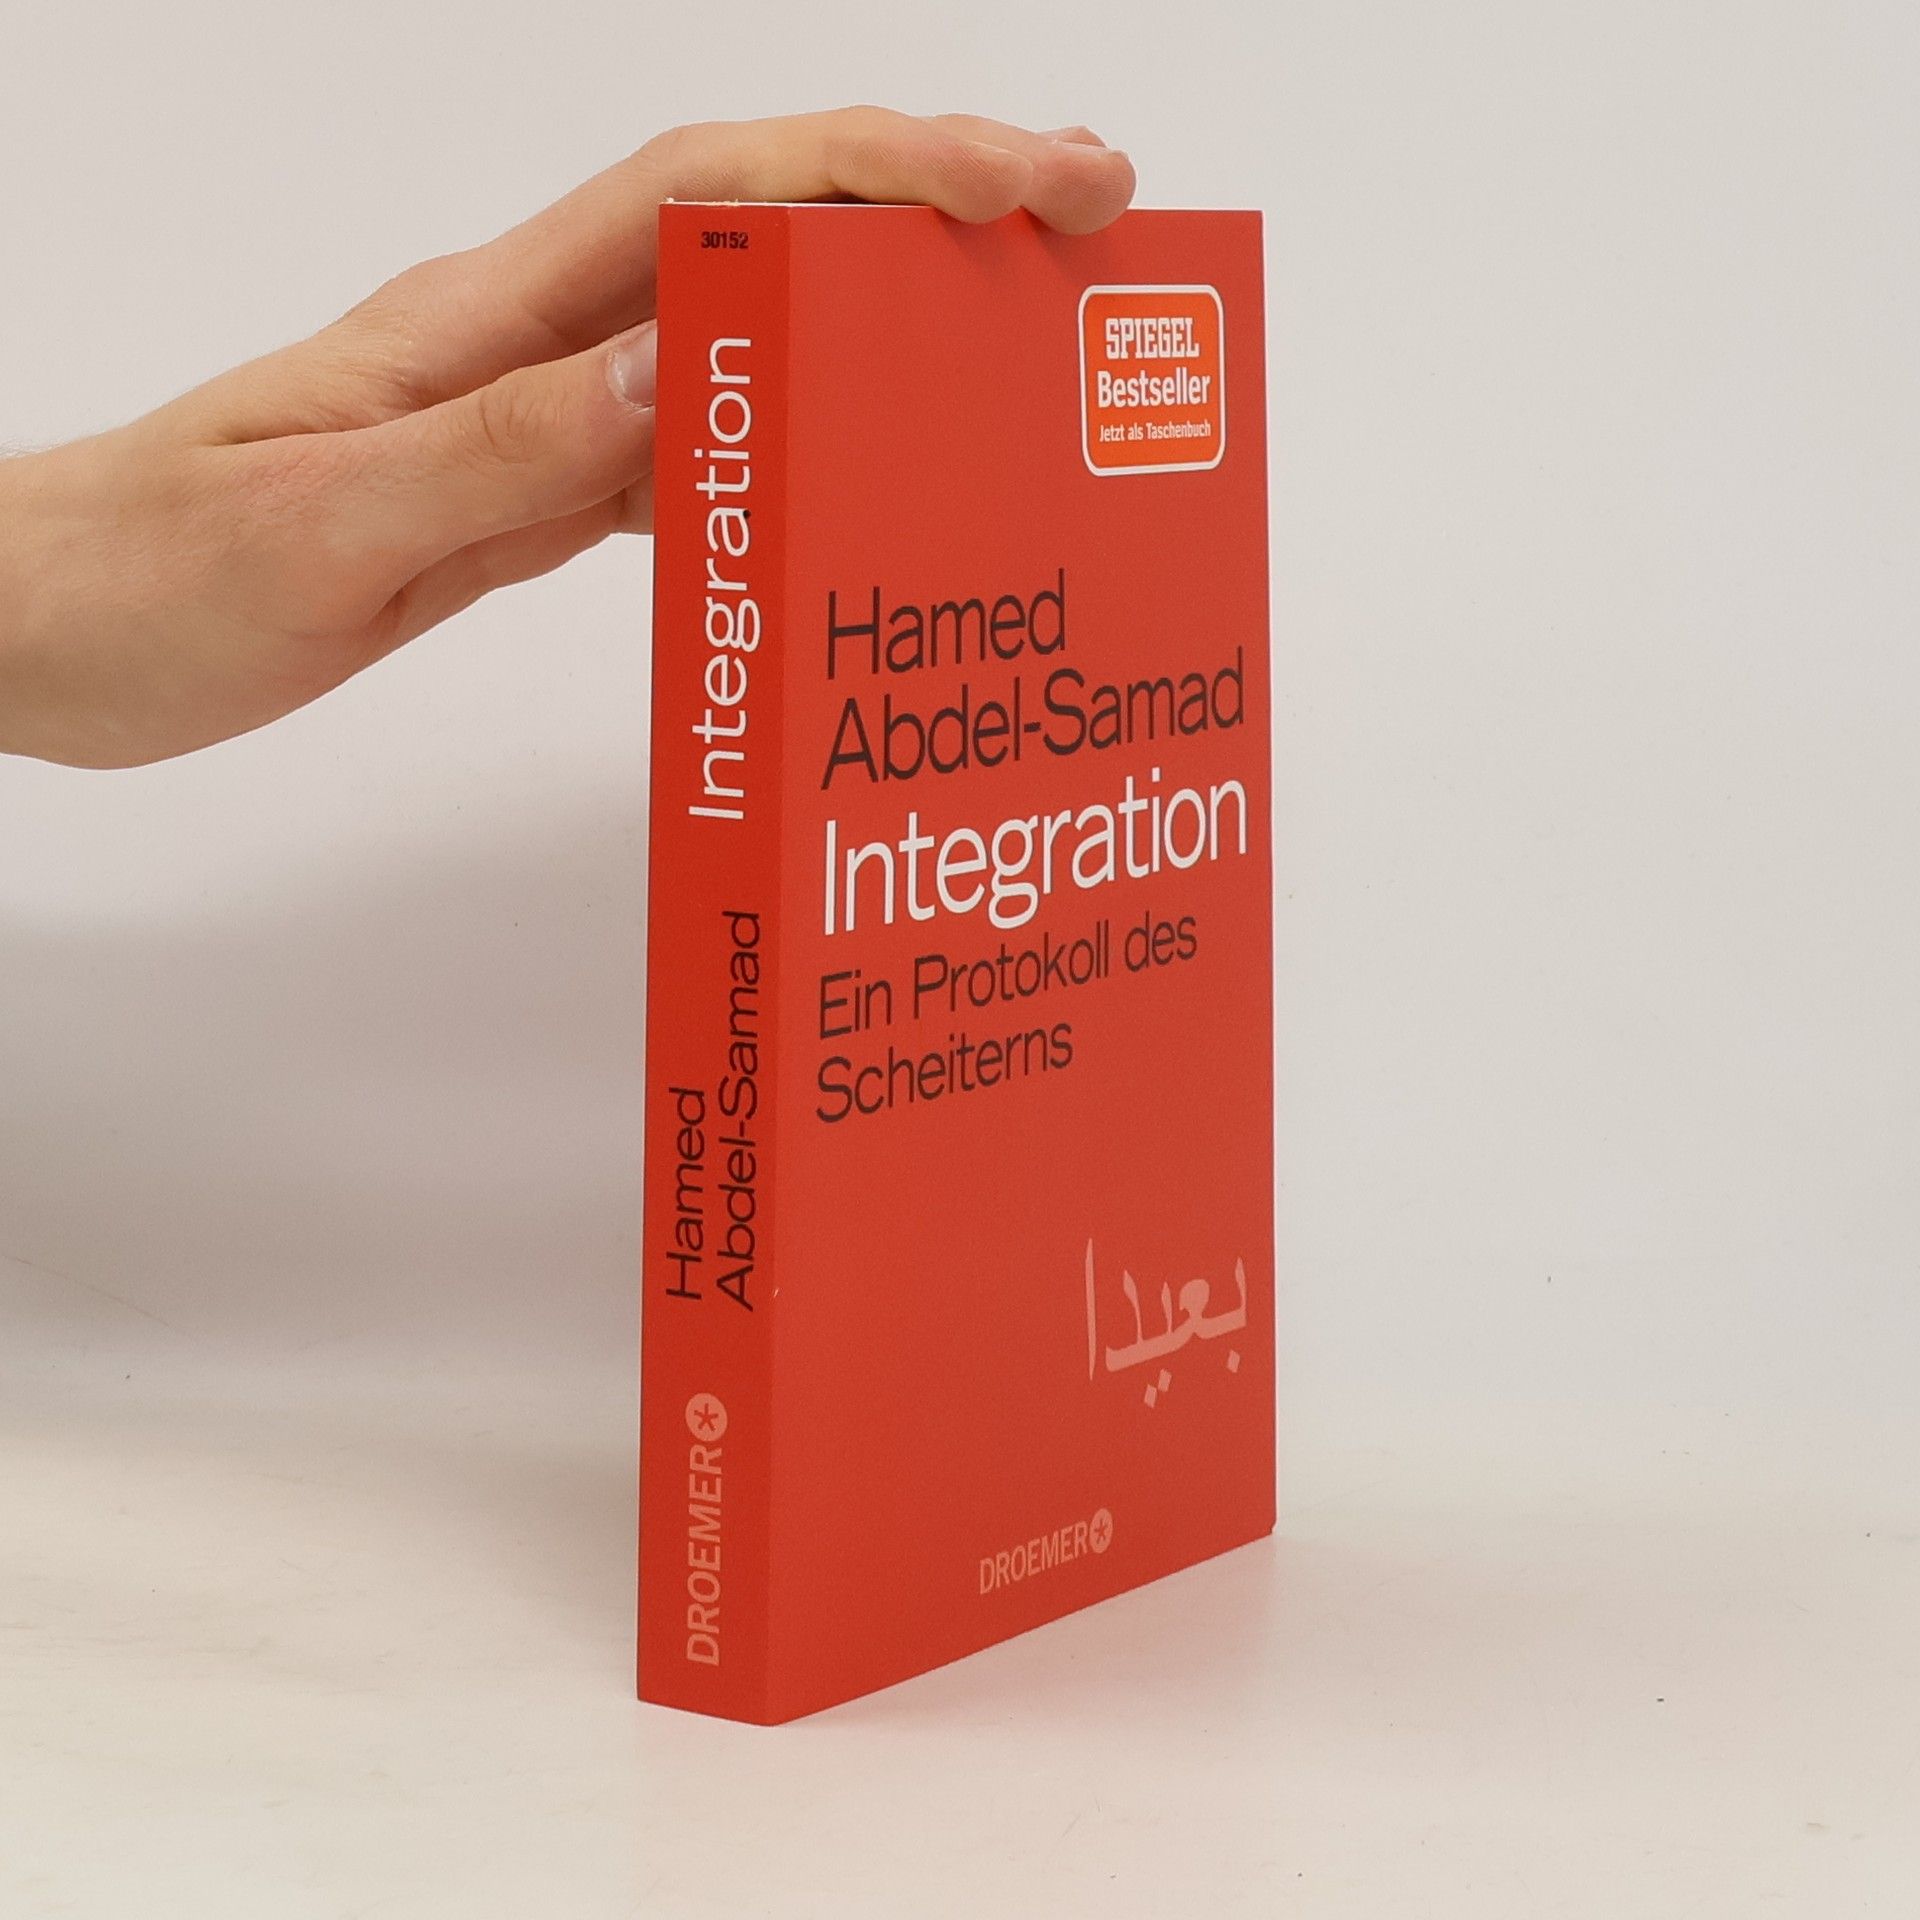 30152
Integration
Hamed
Abdel-Samad
DROEMER*
SPIEGEL
Bestseller
Jetzt als Taschenbuch
Hamed
Abdel-Samad
Integration
Ein Protokoll des
Scheiterns
بعيدا
DROEMER*